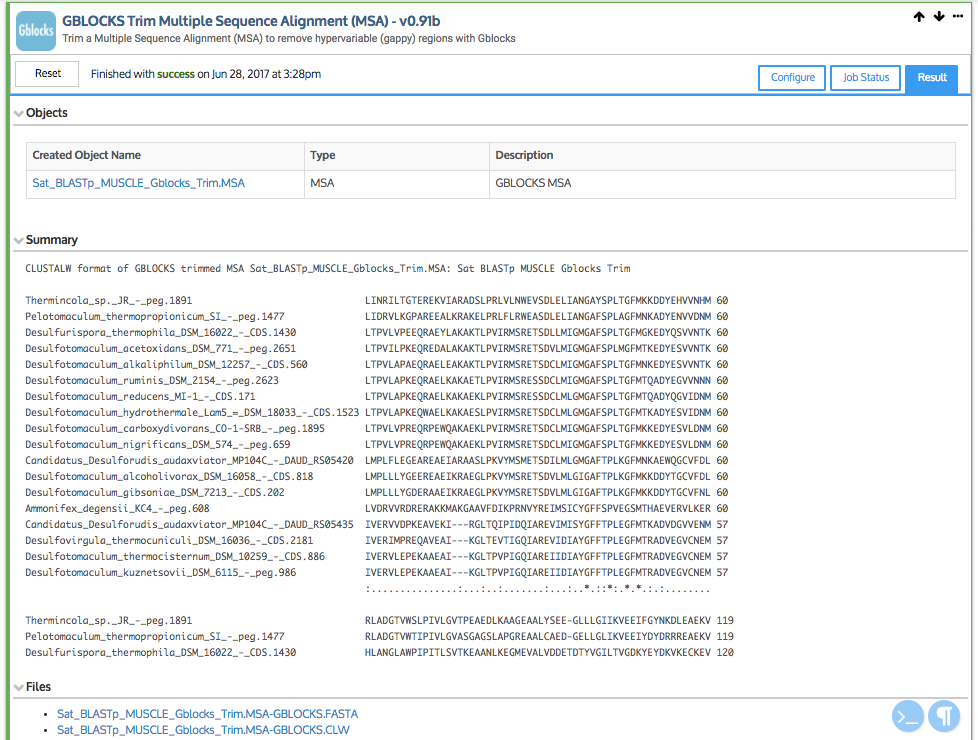 Gblocks
GBLOCKS Trim Multiple Sequence Alignment (MSA) - v0.91b
Trim a Multiple Sequence Alignment (MSA) to remove hypervariable (gappy) regions with Gblocks
Reset
Finished with success on Jun 28, 2017 at 3:28pm
Configure
Job Status
Result
Objects
Created Object Name Type Description
Sat_BLASTp_MUSCLE_Gblocks_Trim.MSA MSA GBLOCKS MSA
Summary
CLUSTALW format of GBLOCKS trimmed MSA Sat_BLASTp_MUSCLE_Gblocks_Trim.MSA: Sat BLASTp MUSCLE Gblocks Trim
Thermincola_sp._JR_-_peg.1891 LINRILTGTEREKVIARADSLPRLVLNWEVSDLELIANGAYSPLTGFMKKDDYEHVVNHM 60
Pelotomaculum_thermopropionicum_SI_-_peg.1477 LIDRVLKGPAREEEALKRAKELPRLFLRWEASDLELIANGAFSPLAGFMNKADYENVVDNM 60
Desulfurispora_thermophila_DSM_16022_-_CDS.1430 LTPVLVPEEQRAEYLAKAKTLPVIRMSRETSDLLMIGMGAFSPLTGFMGKEDYQSVVNTK 60
Desulfotomaculum_acetoxidans_DSM_771_-_peg.2651 LTPVILPKEQREDALAKAKTLPVIRMSRETSDVLMIGMGAFSPLMGFMTKEDYESVVNTK 60
Desulfotomaculum_alkaliphilum_DSM_12257_-_CDS.560 LTPVLAPAEQRAELEAKAKTLPVIRMSRETSDLIMIGMGAFSPLTGFMNKEDYESVVNTK 60
Desulfotomaculum_ruminis_DSM_2154_-_peg.2623 LTPVLAPKEQRAELEAKAKETLPVIRMSRESSDCLMIGMGAFSPLTGFMTQADYEGVVNNN 60
Desulfotomaculum_reducens_MI-1_-_CDS.171 LTPVLAPKEQRAELKAKAEKLPVIRMSRESSDCLMLGMGAFSPLTGFMTQADYQGVIDNM 60
Desulfotomaculum_hydrothermale_Lam5_=_DSM_18033_-_CDS.1523 LTPVLAPKEQWAELKAKAESLPVIRMSRETSDCLMLGMGAFSPLTGFMTKADYESVIDNM 60
Desulfotomaculum_carboxydivorans_CO-1-SRB_-_peg.1895 LTPVLVPREQRPEWQAKAEKLPVIRMSRETSDCLMIGMGAFSPLTGFMKKEDYESVLDNM 60
Desulfotomaculum_nigrificans_DSM_574_-_peg.659 LTPVLVPREQRPEWQAKAEKLPVIRMSRETSDCLMIGMGAFSPLTGFMKKEDYESVLDNM 60
Candidatus_Desulforudis_audaxviator_MP104C_-_DAUD_RS05420 LMPLFLEGEAREAEIARAASLPKVYMSMETSDILMLGMGAFTPLKGFMNKAEWQGCVFDL 60
Desulfotomaculum_alcoholivorax_DSM_16058_-_CDS.818 LMPLLLYGEEREAEIKRAEGLPKVYMSRETSDVLMLGIGAFTPLKGFMKKDDYTGCVFDL 60
Desulfotomaculum_gibsoniae_DSM_7213_-_CDS.202 LMPLLLYGDERAAEIKRAEGLPKVYMSRETSDVLMLGIGAFTPLKGFMKKDDYTGCVFNL 60
Ammonifex_degensii_KC4_-_peg.608 LVDRVVRDRERAKKMAKGAAVFDIKPRNVYREIMSICYGFFSPVEGSMTHAEVERVLKER 60
Candidatus_Desulforudis_audaxviator_MP104C_-_DAUD_RS05435 IVERVVDPKEAVEKI---RGLTQIPIDQIAREVIMISYGFFTPLEGFMTKADVDGVVENM 57
Desulfovirgula_thermocuniculi_DSM_16036_-_CDS.2181 IVERIMPREQAVEAI---KGLTEVTIGQIAREVIDIAYGFFTPLEGFMTRADVEGVCNEM 57
Desulfotomaculum_thermocisternum_DSM_10259_-_CDS.886 IVERVLEPEKAAEAI---KGLTPVPIGQIAREIIDIAYGFFTPLEGFMTRADVEGVCNEM 57
Desulfotomaculum_kuznetsovii_DSM_6115_-_peg.986 IVERVLEPEKAAEAI---KGLTPVPIGQIAREIIDIAYGFFTPLEGFMTRADVEGVCNEM 57
:...............:...:..:.......:...:..*.::*:.*.*.:.:........
Thermincola_sp._JR_-_peg.1891 RLADGTVWSLPIVLGVTPEAEDLKAAGEAALYSEE-GLLLGIIKVEEIFGYNKDLEAEKV 119
Pelotomaculum_thermopropionicum_SI_-_peg.1477 RLADGTVWTIPIVLGVASGAGSLAPGREAALCAED-GELLGLIKVEEIYDYDRRREAEKV 119
Desulfurispora_thermophila_DSM_16022_-_CDS.1430 HLANGLAWPIPITLSVTKEAANLKEGMEVALVDDETDTYVGILTVGDKYEYDKVKECKEV 120
Files
Sat_BLASTp_MUSCLE_Gblocks_Trim.MSA-GBLOCKS.FASTA
Sat_BLASTp_MUSCLE_Gblocks_Trim.MSA-GBLOCKS.CLW